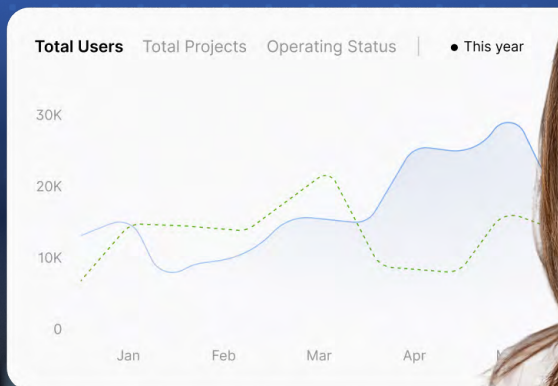 Total Users Total Projects Operating Status | • This year
30K
20K
10K
0
Jan Feb Mar Apr